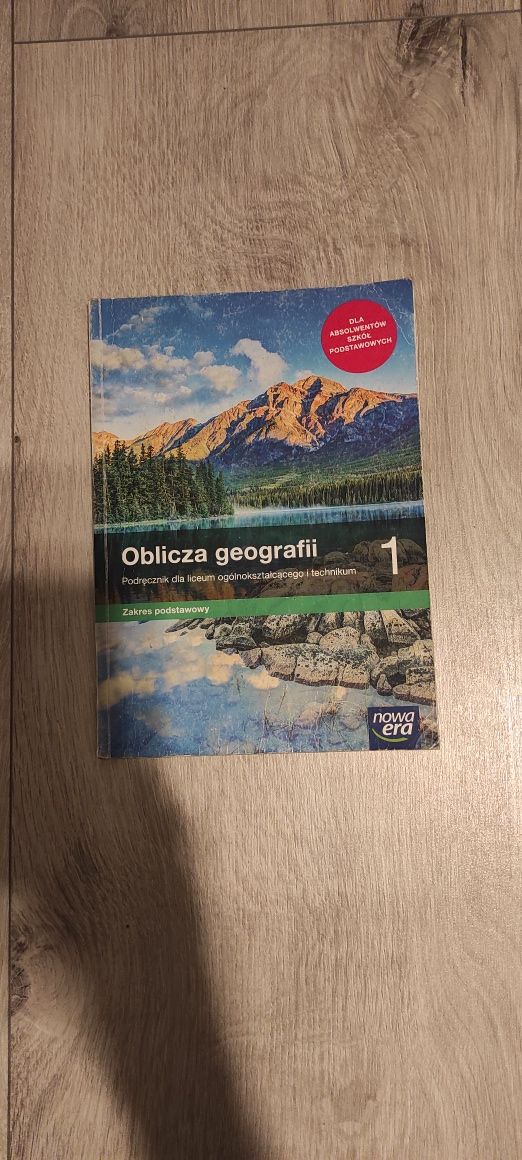 DLA
ABSOLWENTÓW
SZKÓŁ
PODSTAWOWYCH
Oblicza geografii 1
Podręcznik dla liceum ogólnokształcącego i technikum
Zakres podstawowy
nowa
era